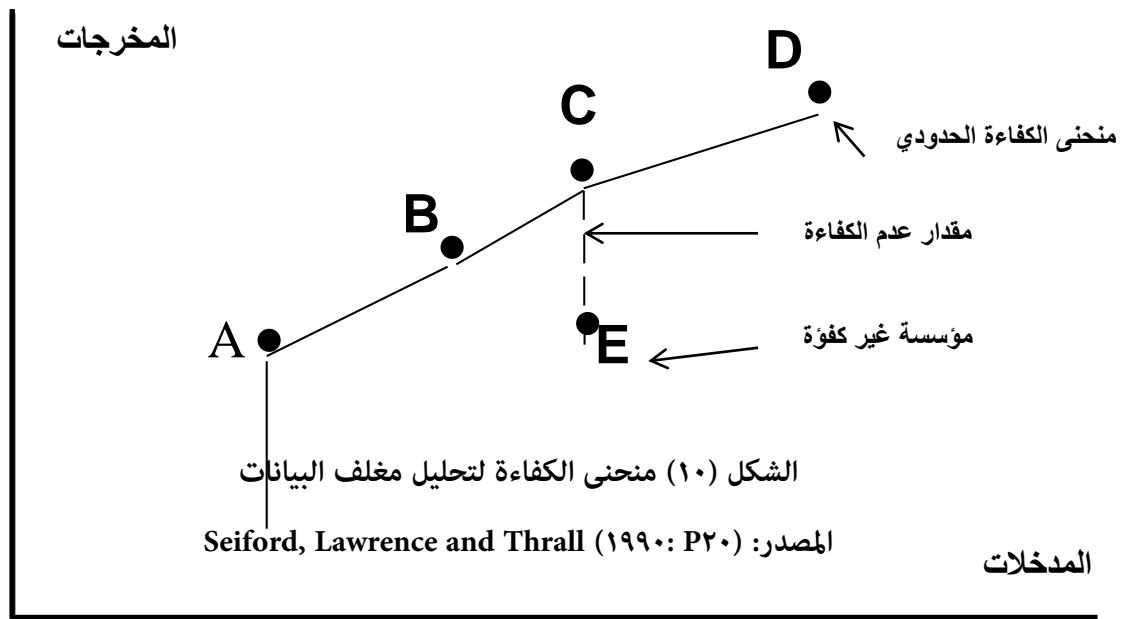 المخرجات
D
C
منحنى الكفاءة الحدودي
B
مقدار عدم الكفاءة
A
E
مؤسسة غير كفؤة
الشكل (١٠) منحنى الكفاءة لتحليل مغلف البيانات
المصدر: Seiford, Lawrence and Thrall (١٩٩٠: P٢٠)
المدخلات